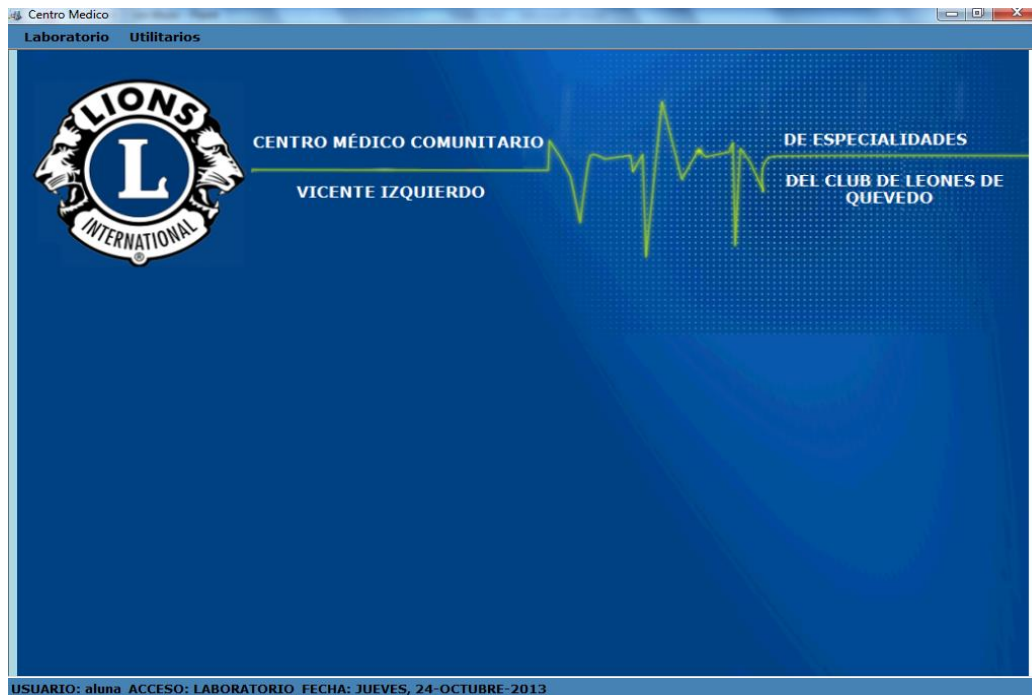 Centro Medico
Laboratorio Utilitarios
LIONS
L
INTERNATIONAL
®
CENTRO MÉDICO COMUNITARIO
VICENTE IZQUIERDO
DE ESPECIALIDADES
DEL CLUB DE LEONES DE
QUEVEDO
USUARIO: aluna ACCESO: LABORATORIO FECHA: JUEVES, 24-OCTUBRE-2013